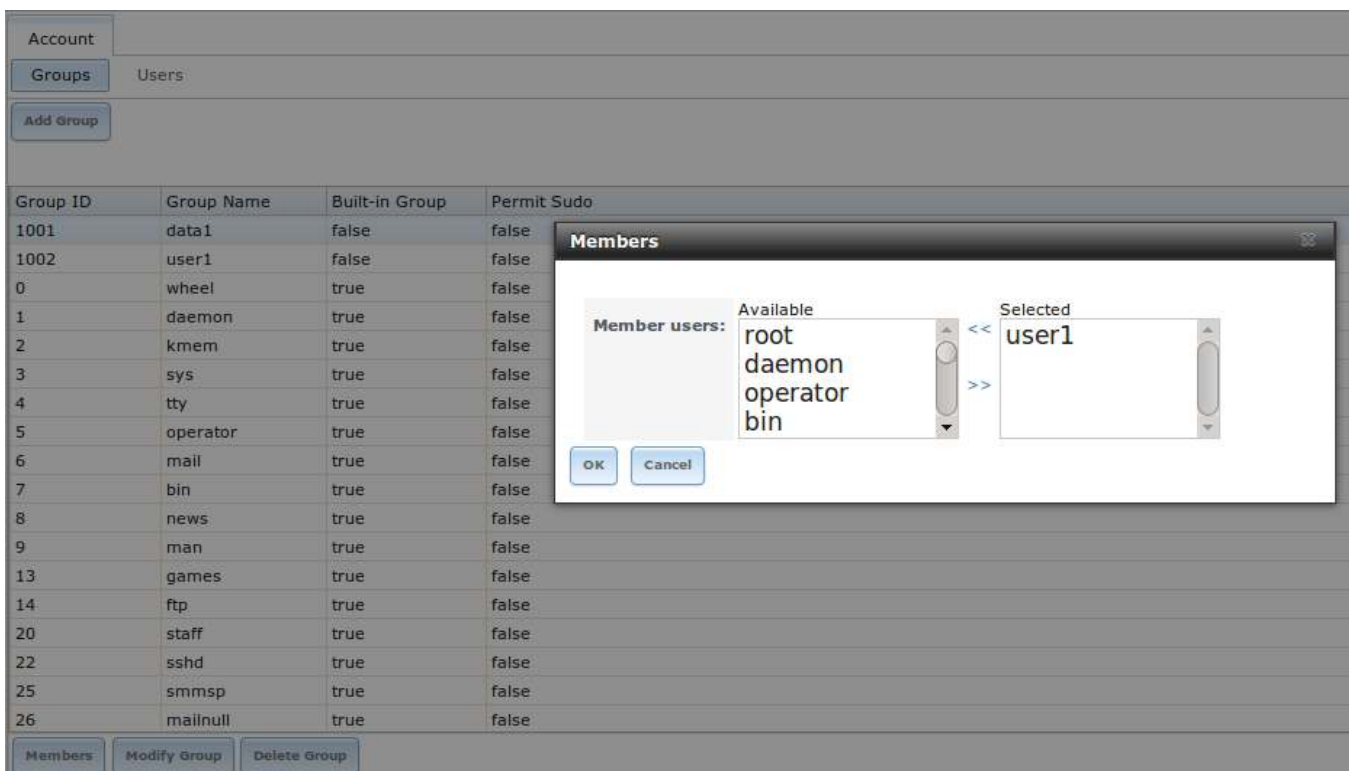 Account
Groups Users
Add Group
Group ID Group Name Built-in Group Permit Sudo
1001 data1 false false
1002 user1 false false
0 wheel true false
1 daemon true false
2 kmem true false
3 sys true false
4 tty true false
5 operator true false
6 mail true false
7 bin true false
8 news true false
9 man true false
13 games true false
14 ftp true false
20 staff true false
22 sshd true false
25 smmsp true false
26 mailnull true false
Members Modify Group Delete Group
Members
Member users:
Available
root
daemon
operator
bin
<<
>>
Selected
user1
OK Cancel